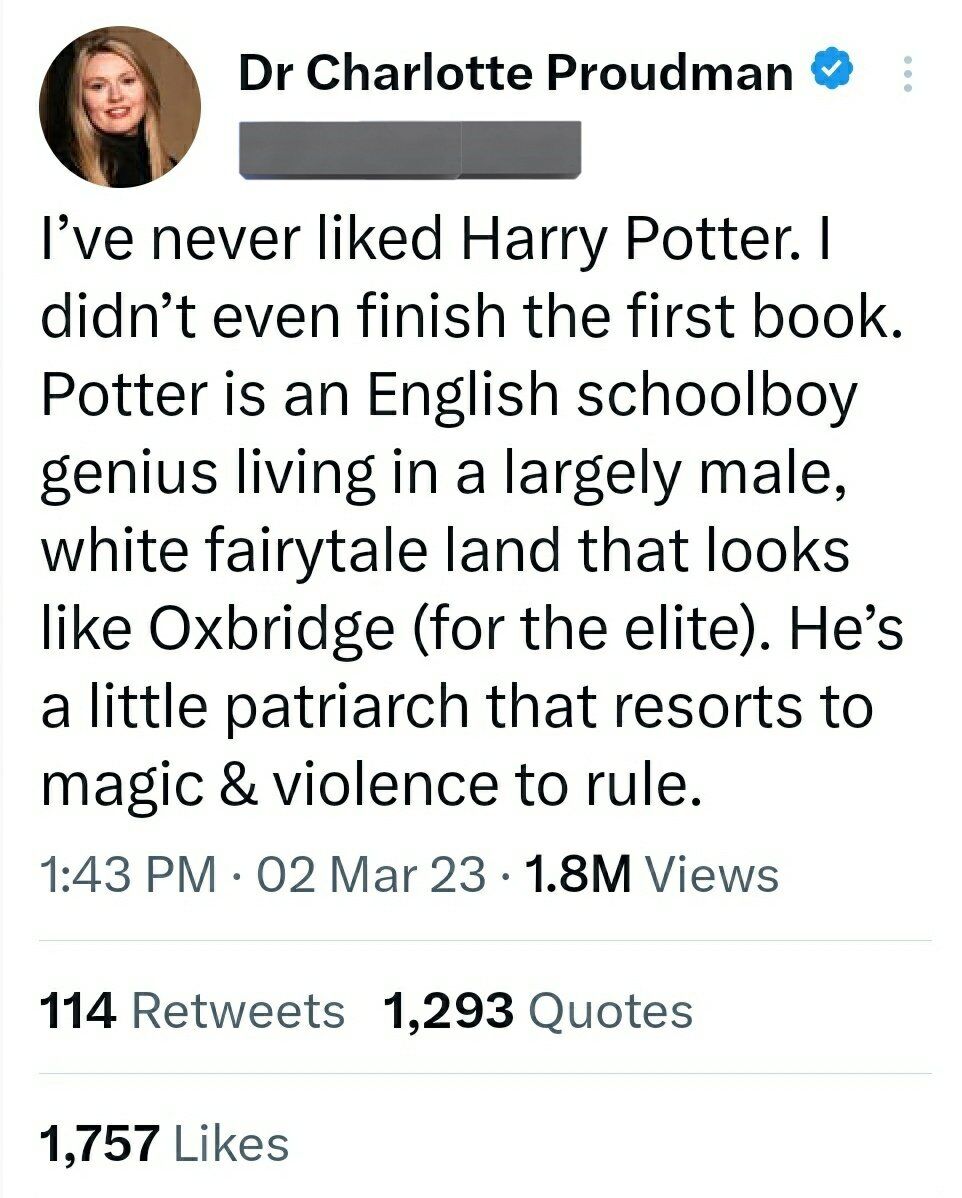 Dr Charlotte Proudman
I’ve never liked Harry Potter. I
didn’t even finish the first book.
Potter is an English schoolboy
genius living in a largely male,
white fairytale land that looks
like Oxbridge (for the elite). He’s
a little patriarch that resorts to
magic & violence to rule.
1:43 PM · 02 Mar 23 · 1.8M Views
114 Retweets 1,293 Quotes
1,757 Likes